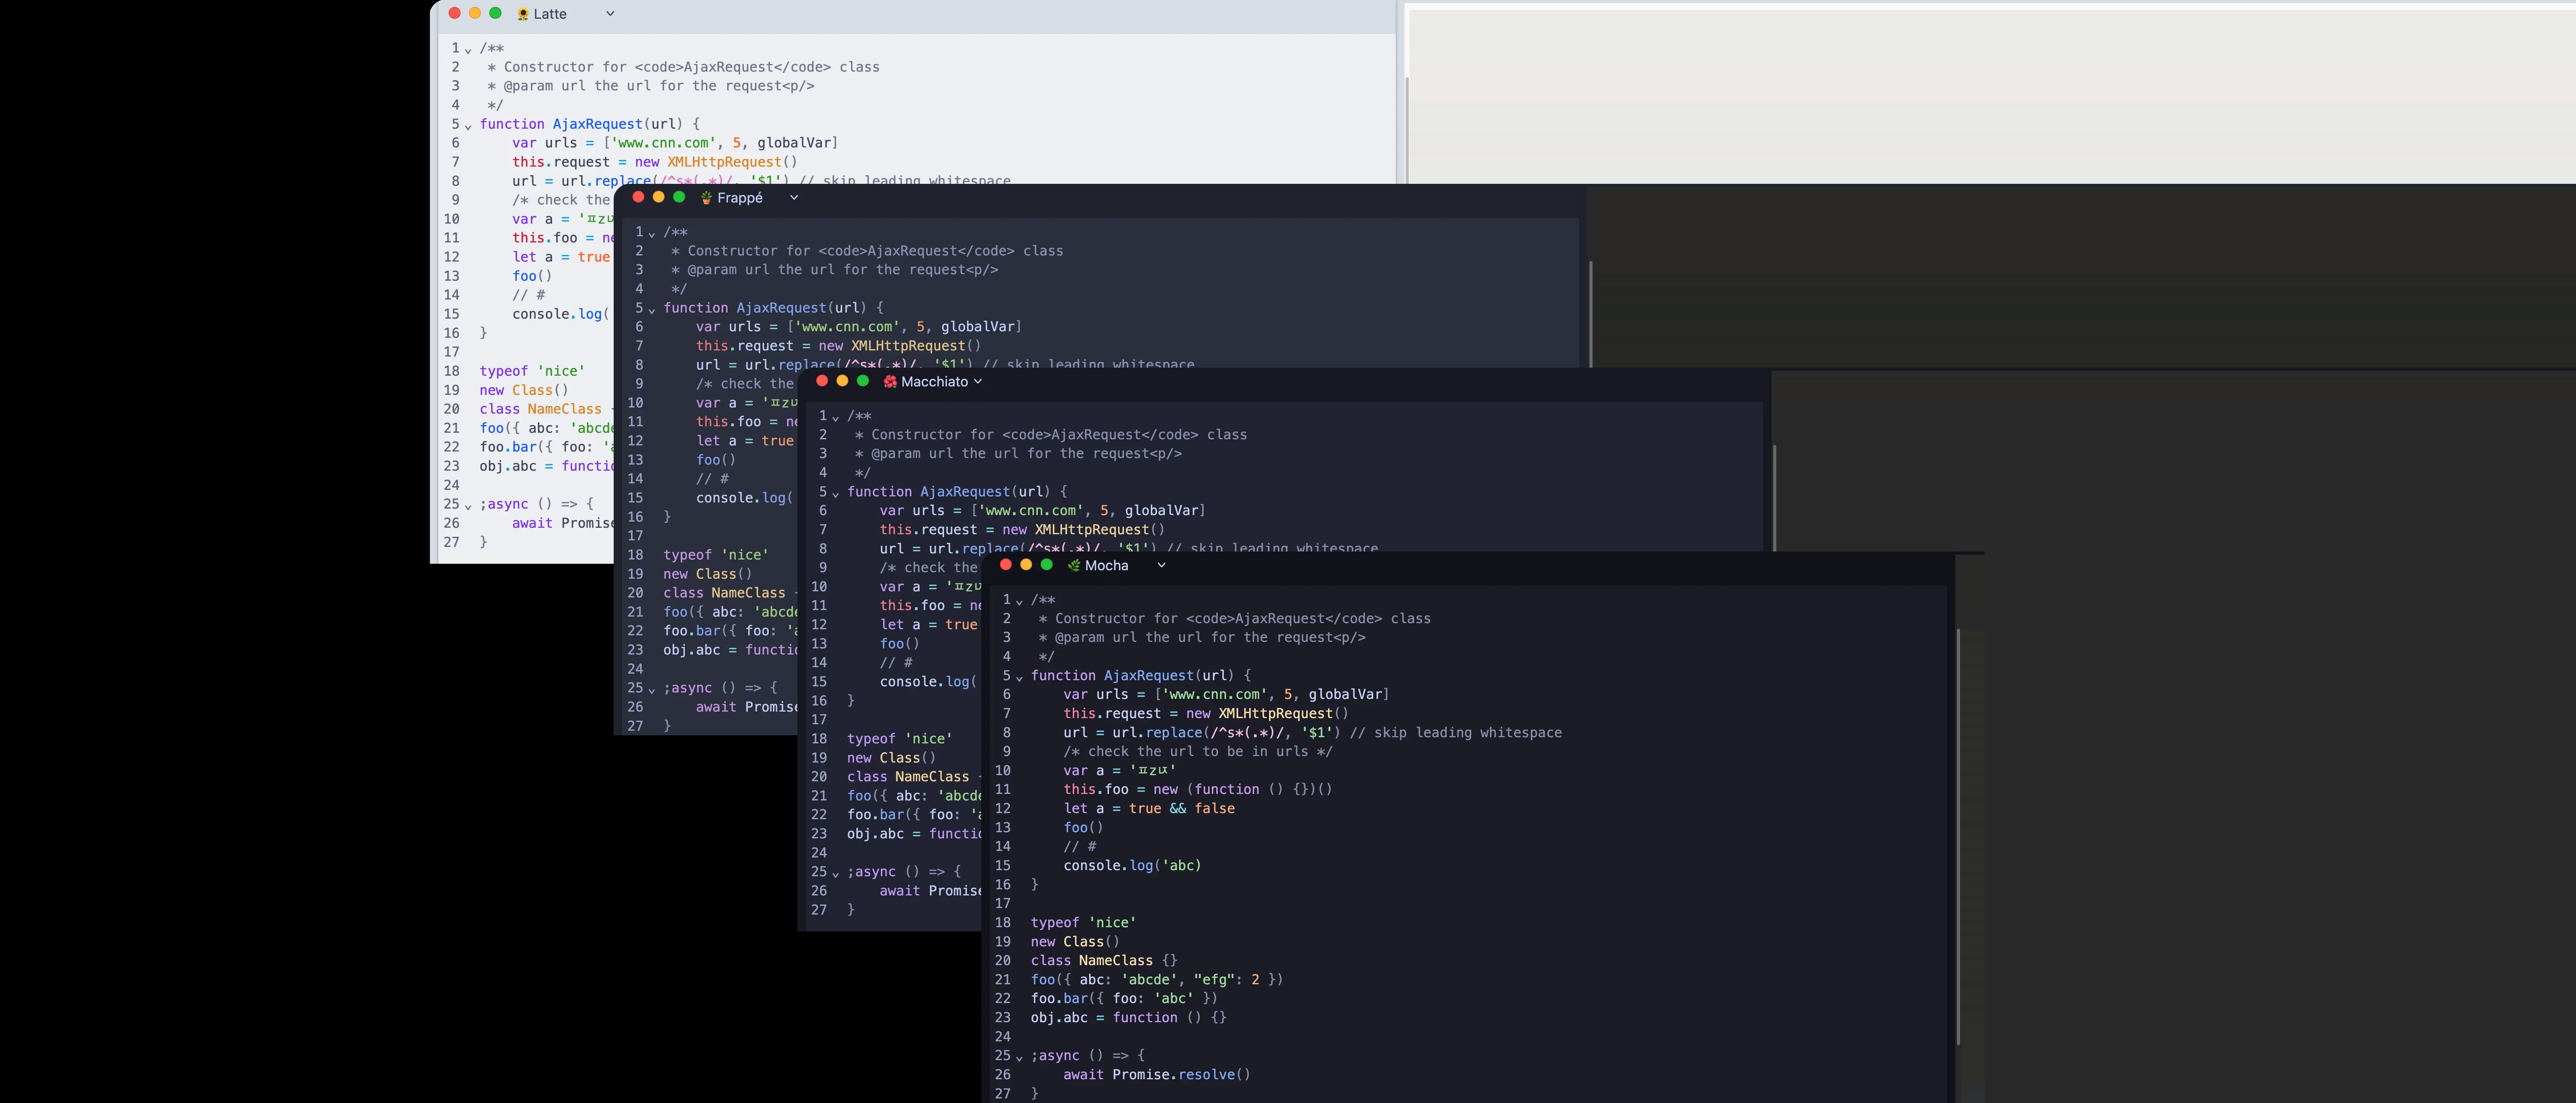 🌻 Latte
1 /**
2  * Constructor for <code>AjaxRequest</code> class
3  * @param url the url for the request<p/>
4  */
5 function AjaxRequest(url) {
6     var urls = ['www.cnn.com', 5, globalVar]
7     this.request = new XMLHttpRequest()
8     url = url.replace(/^s*(.*)/, '$1') // skip leading whitespace
9     /* check the
10     var a = 'ㅍㅋ
11     this.foo = ne
12     let a = true
13     foo()
14     // #
15     console.log(
16 }
17
18 typeof 'nice'
19 new Class()
20 class NameClass
21 foo({ abc: 'abcde
22 foo.bar({ foo: 'a
23 obj.abc = functio
24
25 ;async () => {
26     await Promise
27 }
🪴 Frappé
1 /**
2  * Constructor for <code>AjaxRequest</code> class
3  * @param url the url for the request<p/>
4  */
5 function AjaxRequest(url) {
6     var urls = ['www.cnn.com', 5, globalVar]
7     this.request = new XMLHttpRequest()
8     url = url.replace(/^s*(.*)/, '$1') // skip leading whitespace
9     /* check the
10     var a =
11     this.foo = ne
12     let a = true
13     foo()
14     // #
15     console.log(
16 }
17
18 typeof 'nice'
19 new Class()
20 class NameClass
21 foo({ abc: 'abcde
22 foo.bar({ foo: 'a
23 obj.abc = functio
24
25 ;async () => {
26     await Promise
27 }
🌺 Macchiato
1 /**
2  * Constructor for <code>AjaxRequest</code> class
3  * @param url the url for the request<p/>
4  */
5 function AjaxRequest(url) {
6     var urls = ['www.cnn.com', 5, globalVar]
7     this.request = new XMLHttpRequest()
8     url = url.replace(/^s*(.*)/, '$1') // skip leading whitespace
9     /* check the
10     var a =
11     this.foo = ne
12     let a = true
13     foo()
14     // #
15     console.log(
16 }
17
18 typeof 'nice'
19 new Class()
20 class NameClass
21 foo({ abc: 'abcde
22 foo.bar({ foo: 'a
23 obj.abc = functio
24
25 ;async () => {
26     await Promise
27 }
🌿 Mocha
1 /**
2  * Constructor for <code>AjaxRequest</code> class
3  * @param url the url for the request<p/>
4  */
5 function AjaxRequest(url) {
6     var urls = ['www.cnn.com', 5, globalVar]
7     this.request = new XMLHttpRequest()
8     url = url.replace(/^s*(.*)/, '$1') // skip leading whitespace
9     /* check the url to be in urls */
10     var a =
11     this.foo = new (function () {})()
12     let a = true && false
13     foo()
14     // #
15     console.log('abc)
16 }
17
18 typeof 'nice'
19 new Class()
20 class NameClass {}
21 foo({ abc: 'abcde', "efg": 2 })
22 foo.bar({ foo: 'abc' })
23 obj.abc = function () {}
24
25 ;async () => {
26     await Promise.resolve()
27 }